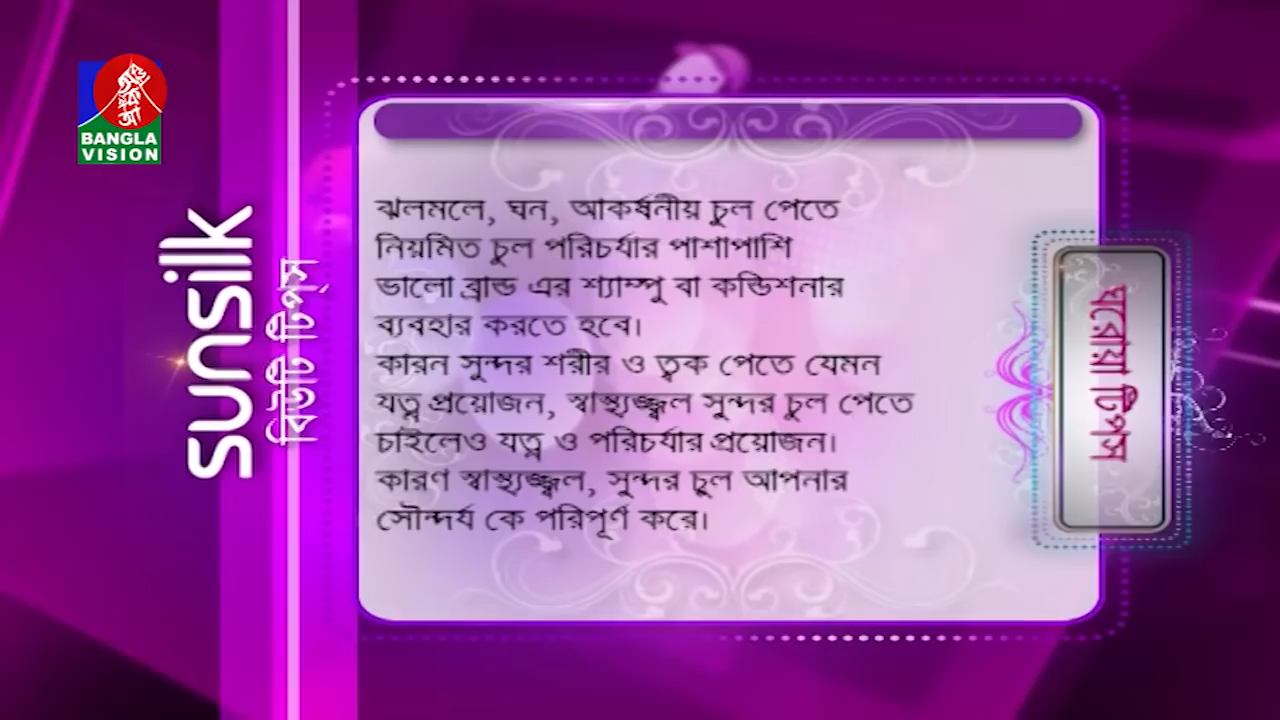 বাংলাভিশন
BANGLA
VISION
sunsilk
বিউটি টিপস্
ঝলমলে, ঘন, আকর্ষনীয় চুল পেতে
নিয়মিত চুল পরিচর্যার পাশাপাশি
ভালো ব্রান্ড এর শ্যাম্পু বা কন্ডিশনার
ব্যবহার করতে হবে।
কারন সুন্দর শরীর ও ত্বক পেতে যেমন
যত্ন প্রয়োজন, স্বাস্থ্যজ্জ্বল সুন্দর চুল পেতে
চাইলেও যত্ন ও পরিচর্যার প্রয়োজন।
কারণ স্বাস্থ্যজ্জ্বল, সুন্দর চুল আপনার
সৌন্দর্য কে পরিপূর্ণ করে।
ঘরোয়া টিপস